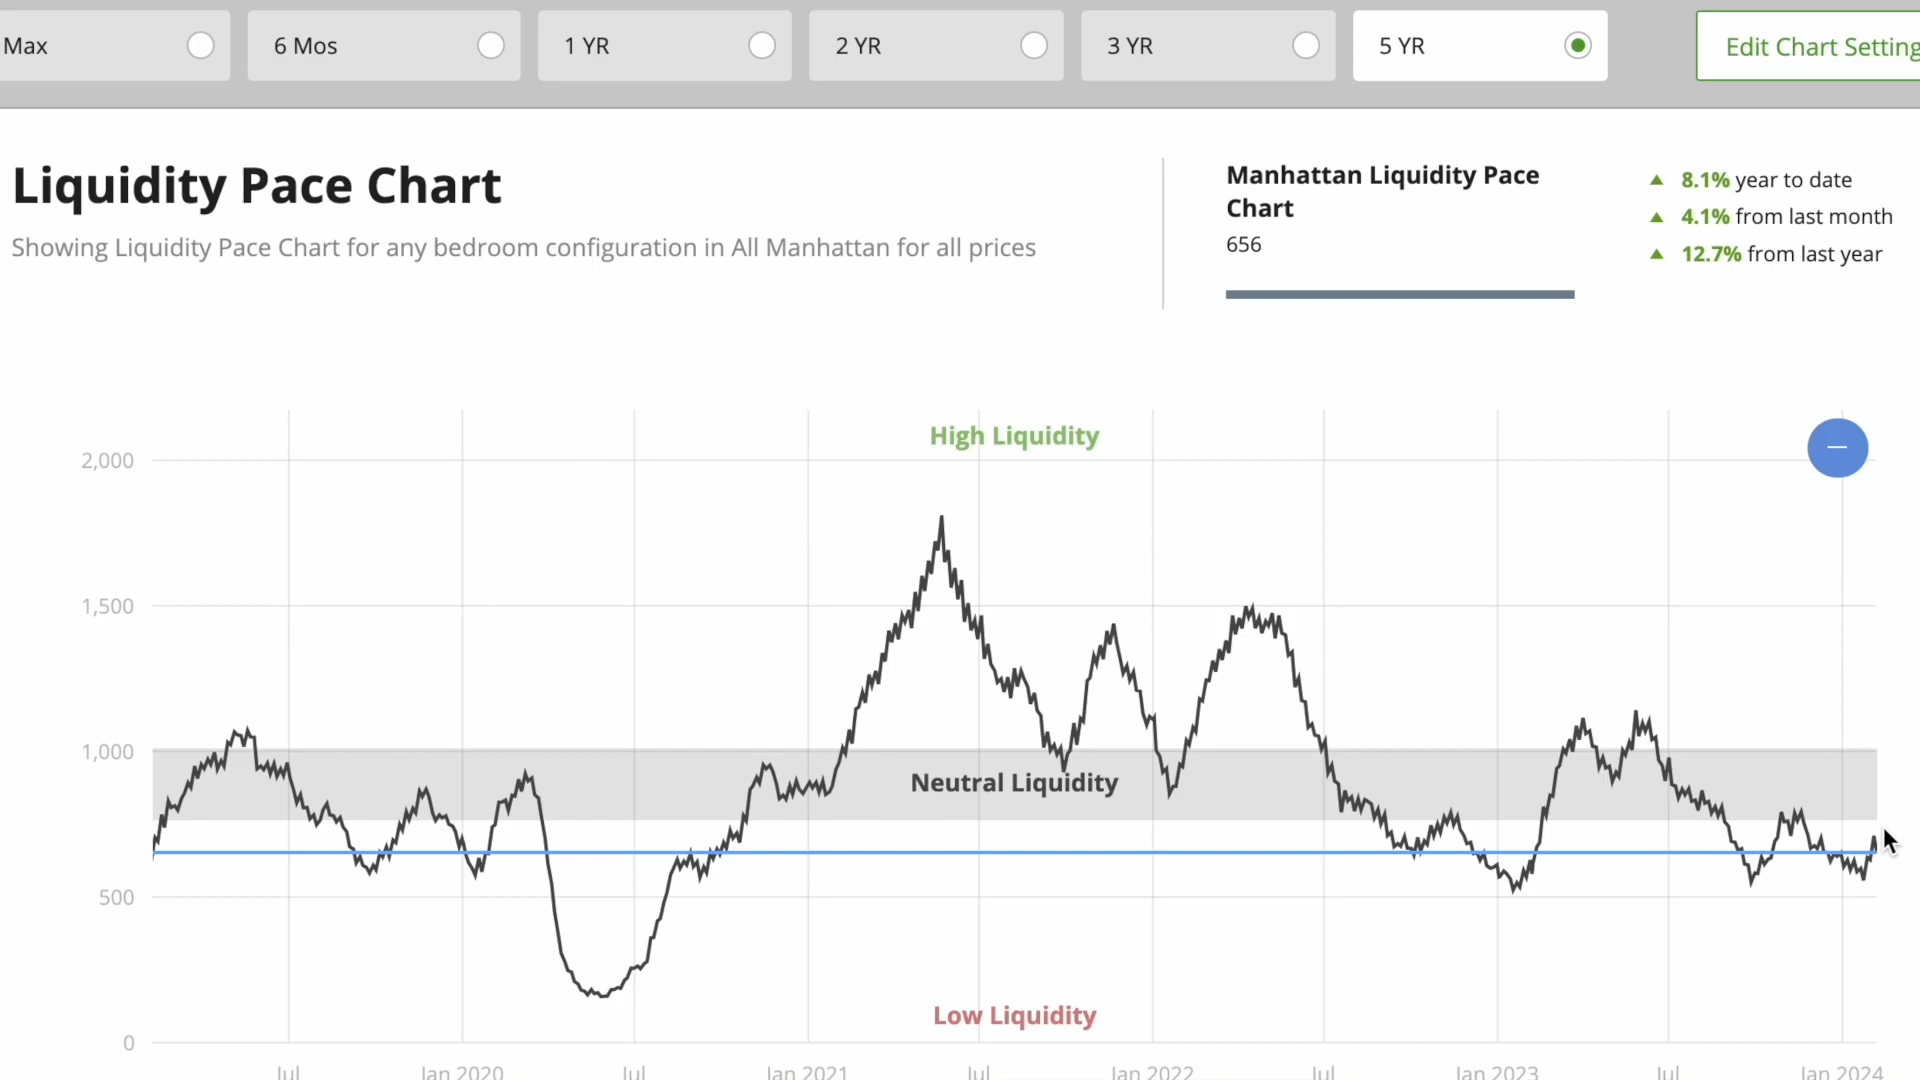 Max
6 Mos
1 YR
2 YR
3 YR
5 YR
Edit Chart Setting
Liquidity Pace Chart
Showing Liquidity Pace Chart for any bedroom configuration in All Manhattan for all prices
Manhattan Liquidity Pace
Chart
656
8.1% year to date
4.1% from last month
12.7% from last year
High Liquidity
2,000
1,500
1,000
Neutral Liquidity
500
Low Liquidity
0
Jul
Jan 2020
Jul
Jan 2021
Jul
Jan 2022
Jul
Jan 2023
Jul
Jan 2024